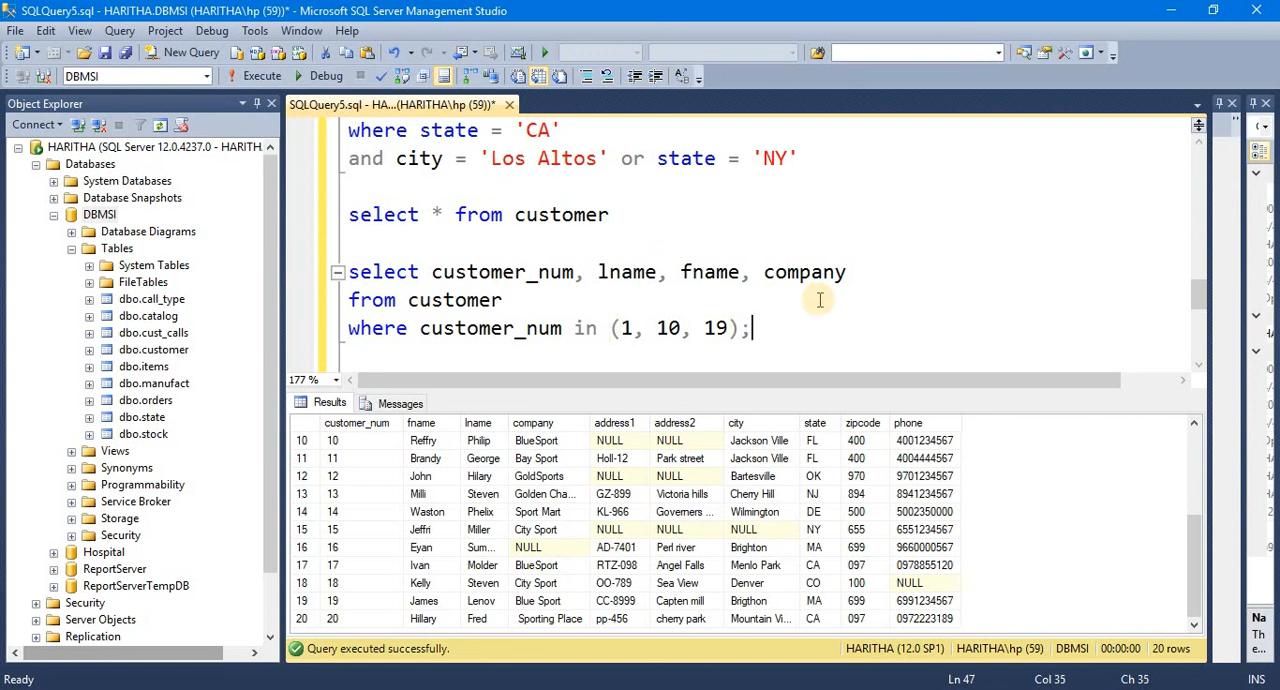 SQLQuery5.sql - HARITHA.DBMSI (HARITHA\hp (59))* - Microsoft SQL Server Management Studio
File Edit View Query Project Debug Tools Window Help
New Query
DBMSI Execute Debug
Object Explorer
Connect
HARITHA (SQL Server 12.0.4237.0 - HARITH
Databases
System Databases
Database Snapshots
DBMSI
Database Diagrams
Tables
System Tables
FileTables
dbo.call_type
dbo.catalog
dbo.cust_calls
dbo.customer
dbo.items
dbo.manufact
dbo.orders
dbo.state
dbo.stock
Views
Synonyms
Programmability
Service Broker
Storage
Security
Hospital
ReportServer
ReportServerTempDB
Security
Server Objects
Replication
SQLQuery5.sql - HA...(HARITHA\hp (59))*
where state = 'CA'
and city = 'Los Altos' or state = 'NY'
select * from customer
select customer_num, lname, fname, company
from customer
where customer_num in (1, 10, 19);
177 %
Results Messages
customer_num fname lname company address1 address2 city state zipcode phone
10 10 Reffry Philip BlueSport NULL NULL Jackson Ville FL 400 4001234567
11 11 Brandy George Bay Sport Holl-12 Park street Jackson Ville FL 400 4004444567
12 12 John Hilary GoldSports NULL NULL Bartesville OK 970 9701234567
13 13 Milli Steven Golden Cha... GZ-899 Victoria hills Cherry Hill NJ 894 8941234567
14 14 Waston Phelix Sport Mart KL-966 Governers ... Wilmington DE 500 5002350000
15 15 Jeffri Miller City Sport NULL NULL NULL NY 655 6551234567
16 16 Eyan Sum... NULL AD-7401 Perl river Brighton MA 699 9660000567
17 17 Ivan Molder BlueSport RTZ-098 Angel Falls Menlo Park CA 097 0978855120
18 18 Kelly Steven City Sport OO-789 Sea View Denver CO 100 NULL
19 19 James Lenov Blue Sport CC-8999 Capten mill Brigthon MA 699 6991234567
20 20 Hillary Fred Sporting Place pp-456 cherry park Mountain Vi... CA 097 0972223189
Query executed successfully. HARITHA (12.0 SP1) HARITHA\hp (59) DBMSI 00:00:00 20 rows
Na
Th
e...
Ready Ln 47 Col 35 Ch 35 INS